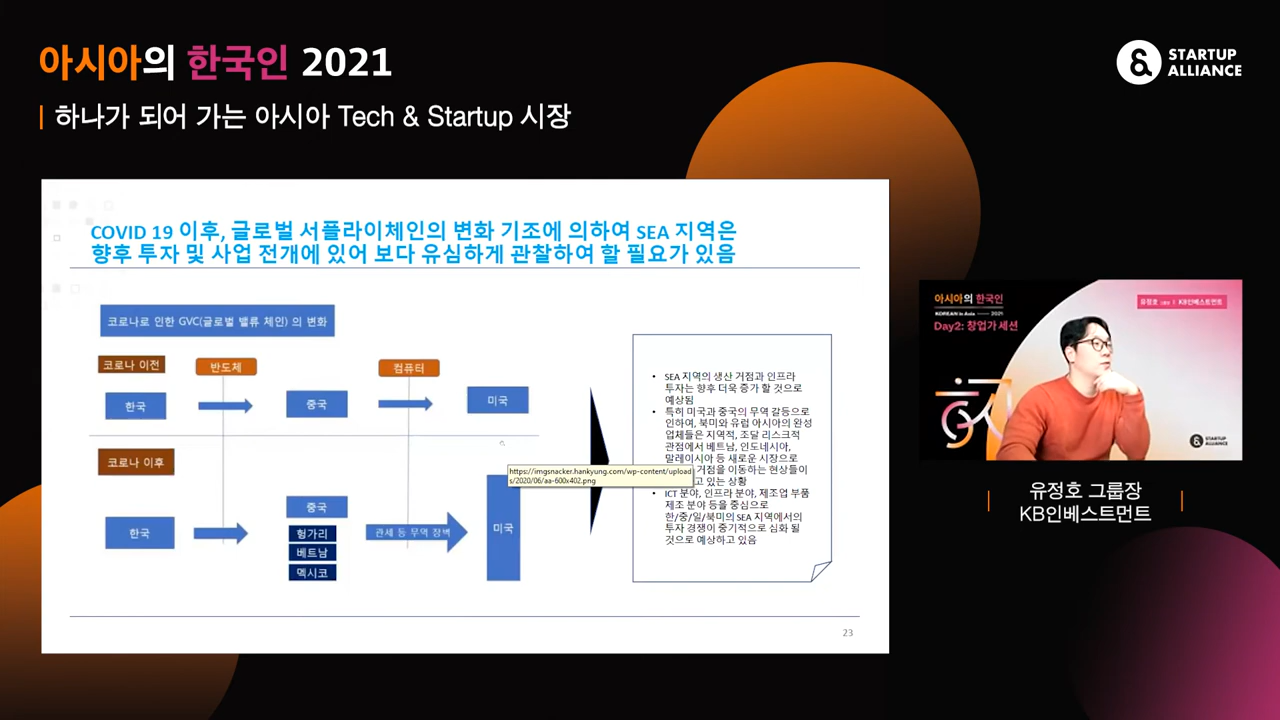 아시아의 한국인 2021
하나가 되어 가는 아시아 Tech & Startup 시장
STARTUP
ALLIANCE
COVID 19 이후, 글로벌 서플라이체인의 변화 기조에 의하여 SEA 지역은
향후 투자 및 사업 전개에 있어 보다 유심하게 관찰하여 할 필요가 있음
코로나로 인한 GVC(글로벌 밸류 체인) 의 변화
코로나 이전
반도체
컴퓨터
한국
중국
미국
코로나 이후
https://imgsnacker.hankyung.com/wp-content/upload
s/2020/06/aa-600x402.png
한국
중국
헝가리
베트남
멕시코
관세 등 무역 장벽
미국
• SEA 지역의 생산 거점과 인프라
투자는 향후 더욱 증가 할 것으로
예상됨
• 특히 미국과 중국의 무역 갈등으로
인하여, 북미와 유럽 아시아의 완성
업체들은 지역적, 조달 리스크적
관점에서 베트남, 인도네시아,
말레이시아 등 새로운 시장으로
거점을 이동하는 현상들이
고 있는 상황
• ICT 분야, 인프라 분야, 제조업 부품
제조 분야 등을 중심으로
한/중/일/북미의 SEA 지역에서의
투자 경쟁이 중기적으로 심화 될
것으로 예상하고 있음
23
아시아의 한국인
KOREAN in Asia 2021
Day2: 창업가 세션
유정호 그룹장 | KB인베스트먼트
STARTUP
ALLIANCE
유정호 그룹장
KB인베스트먼트